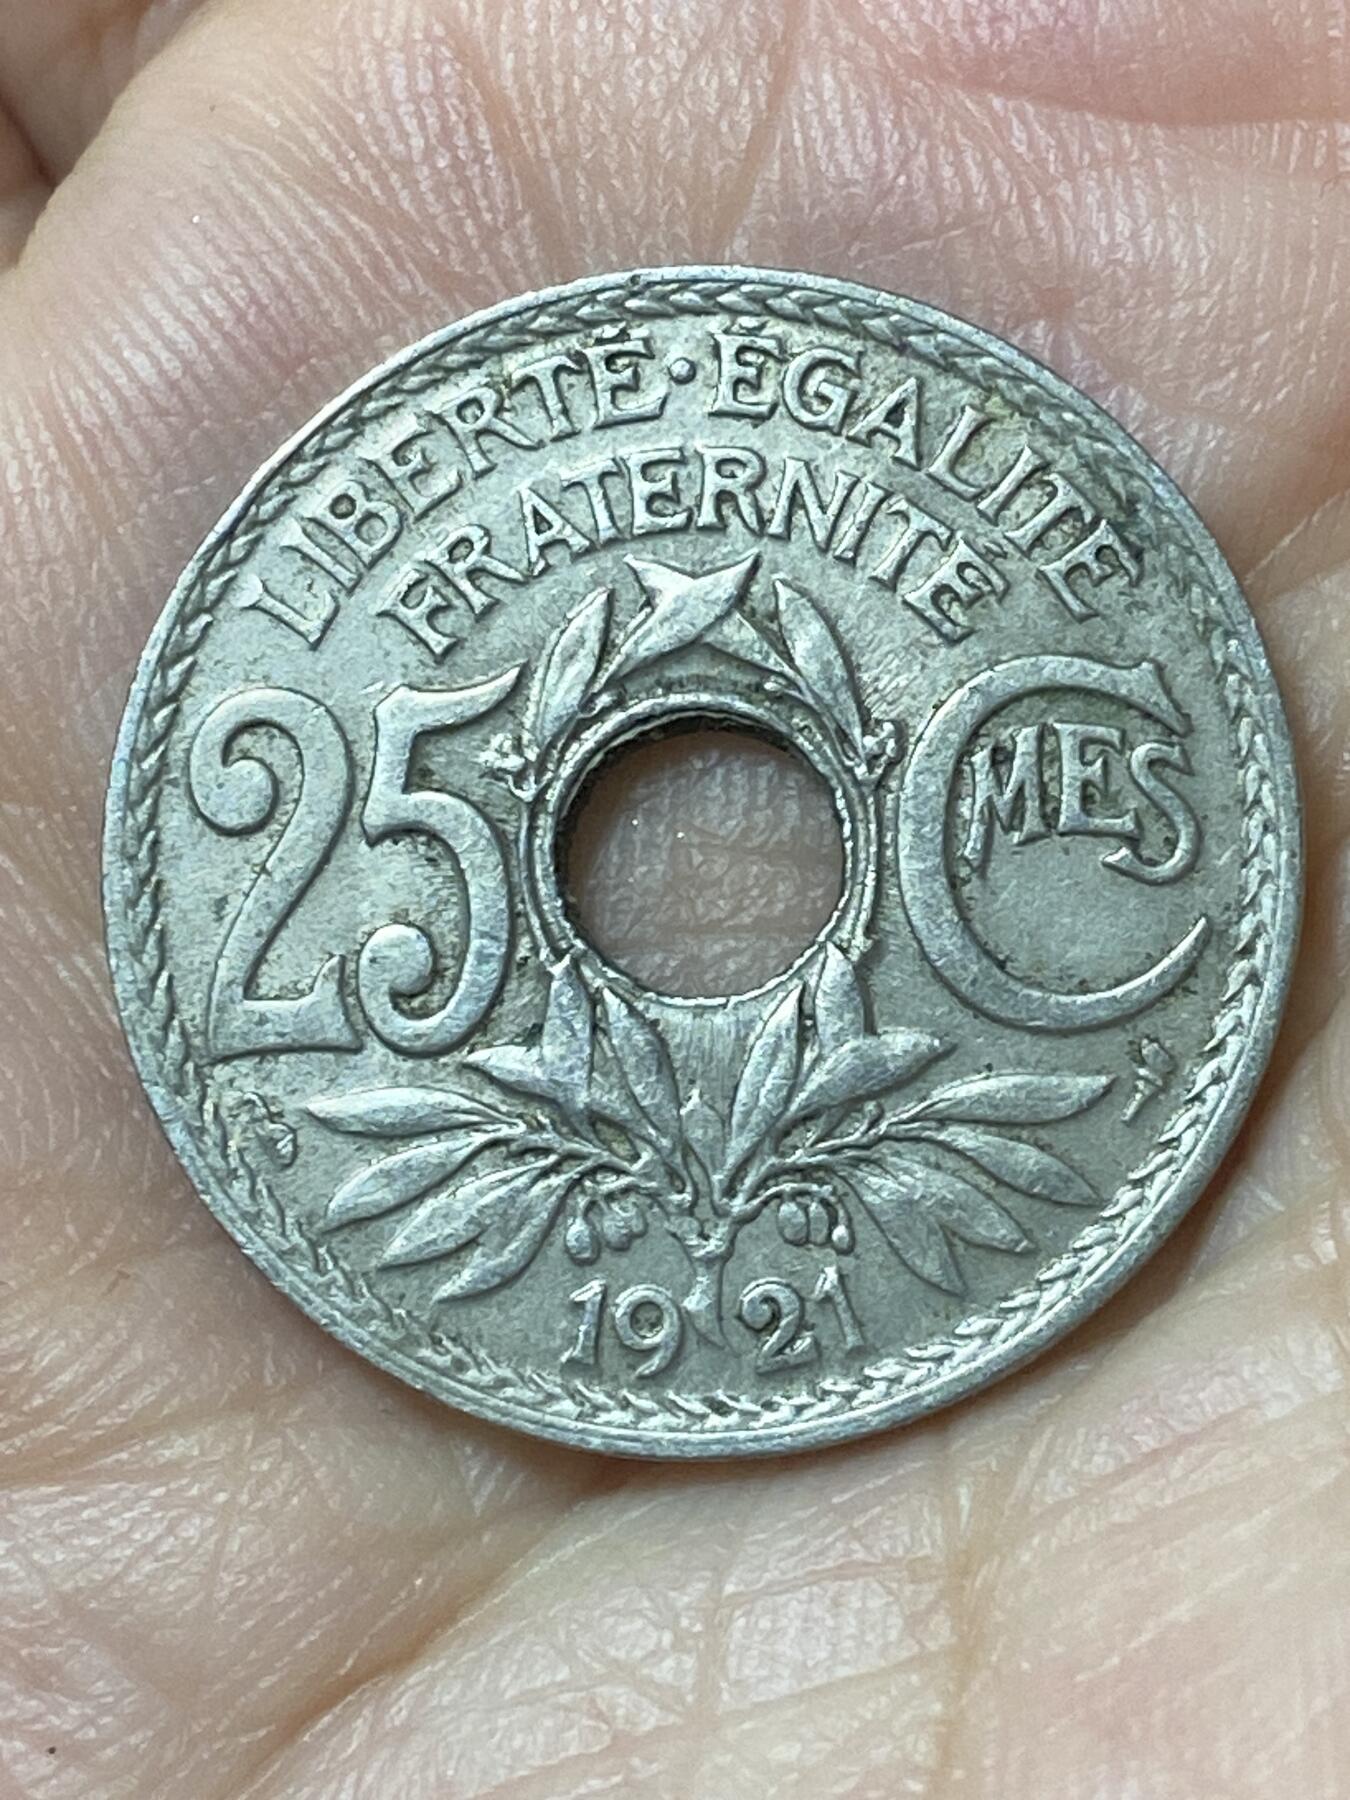 LIBERTÉ · ÉGALITÉ
FRATERNITÉ
25 CMES
1921